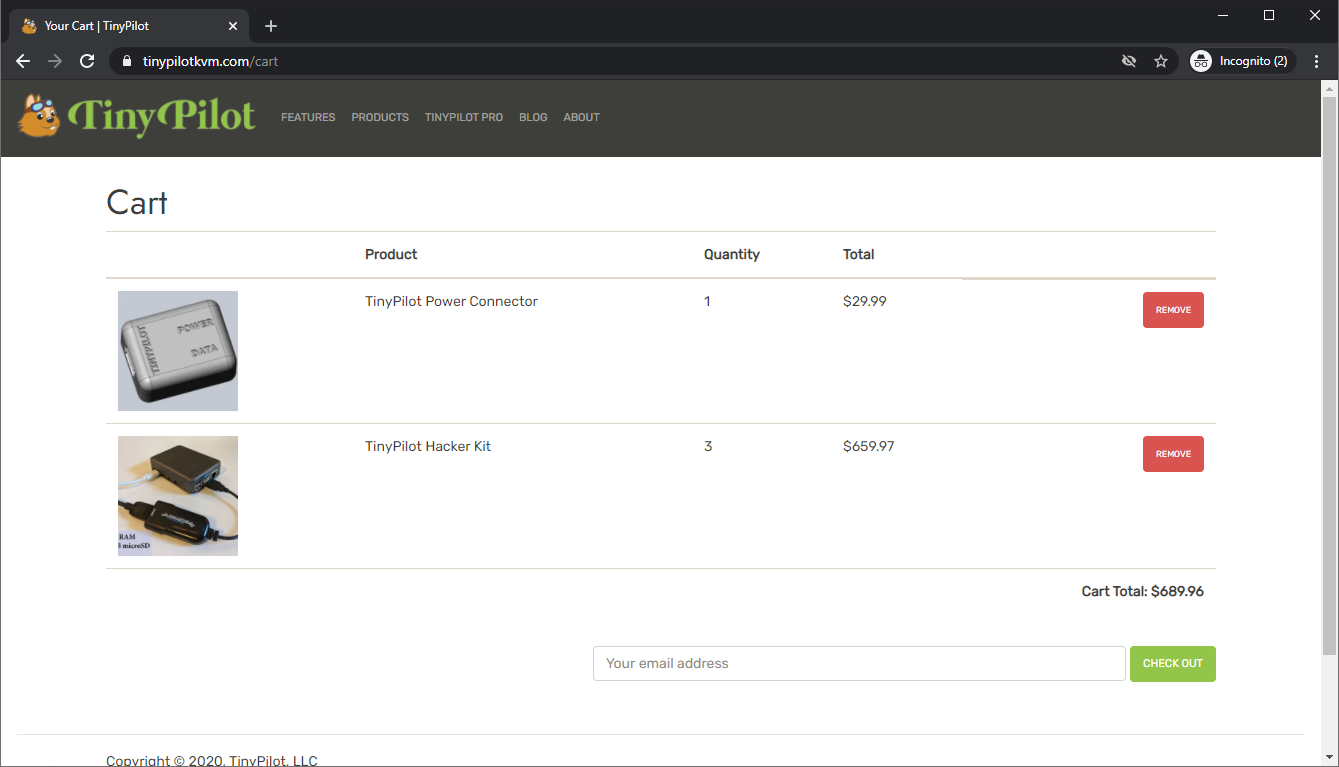 Your Cart | TinyPilot
tinypilotkvm.com/cart
Incognito (2)
TinyPilot
FEATURES PRODUCTS TINYPILOT PRO BLOG ABOUT
Cart
Product Quantity Total
TinyPilot Power Connector 1 $29.99 REMOVE
TINYPILOT
POWER
DATA
TinyPilot Hacker Kit 3 $659.97 REMOVE
RAM
microSD
Cart Total: $689.96
Your email address CHECK OUT
Copyright © 2020, TinyPilot, LLC